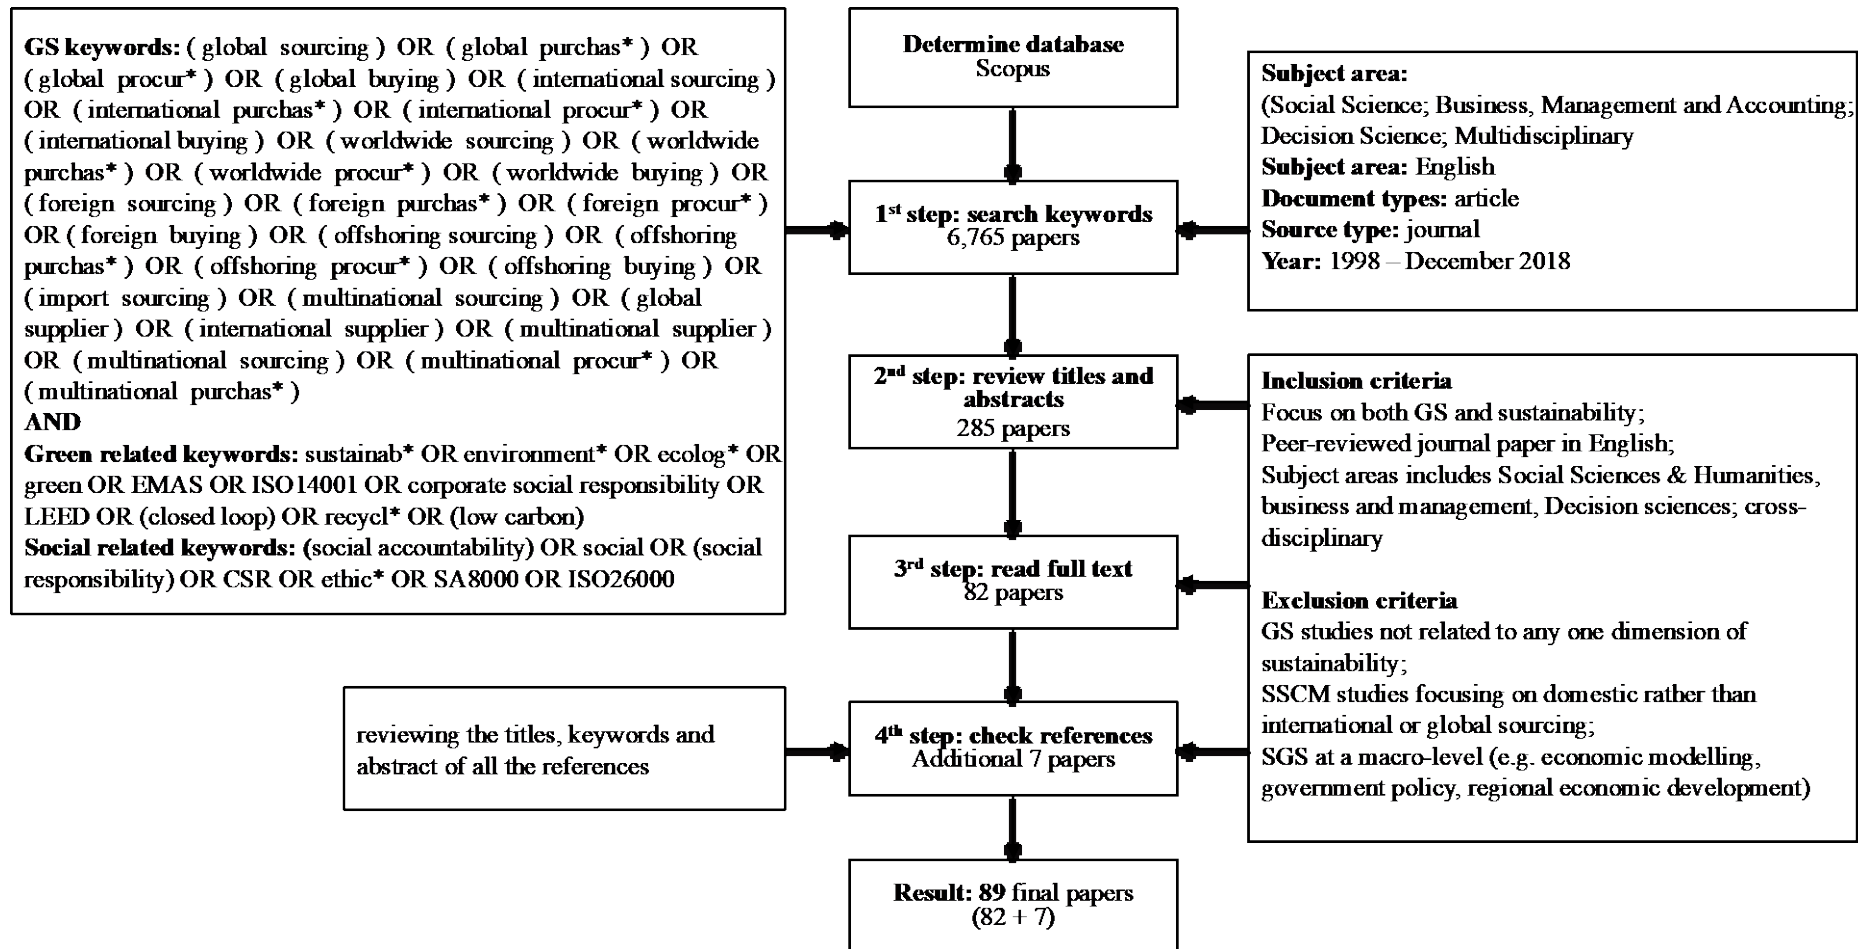 GS keywords: ( global sourcing ) OR ( global purchas* ) OR
( global procur* ) OR ( global buying ) OR ( international sourcing )
OR ( international purchas* ) OR ( international procur* ) OR
( international buying ) OR ( worldwide sourcing ) OR ( worldwide
purchas* ) OR ( worldwide procur* ) OR ( worldwide buying ) OR
( foreign sourcing ) OR ( foreign purchas* ) OR ( foreign procur* )
OR ( foreign buying ) OR ( offshoring sourcing ) OR ( offshoring
purchas* ) OR ( offshoring procur* ) OR ( offshoring buying ) OR
( import sourcing ) OR ( multinational sourcing ) OR ( global
supplier ) OR ( international supplier ) OR ( multinational supplier )
OR ( multinational sourcing ) OR ( multinational procur* ) OR
( multinational purchas* )
AND
Green related keywords: sustainab* OR environment* OR ecolog* OR
green OR EMAS OR ISO14001 OR corporate social responsibility OR
LEED OR (closed loop) OR recycl* OR (low carbon)
Social related keywords: (social accountability) OR social OR (social
responsibility) OR CSR OR ethic* OR SA8000 OR ISO26000
Determine database
Scopus
1st step: search keywords
6,765 papers
Subject area:
(Social Science; Business, Management and Accounting;
Decision Science; Multidisciplinary
Subject area: English
Document types: article
Source type: journal
Year: 1998 – December 2018
2nd step: review titles and
abstracts
285 papers
3rd step: read full text
82 papers
Inclusion criteria
Focus on both GS and sustainability;
Peer-reviewed journal paper in English;
Subject areas includes Social Sciences & Humanities,
business and management, Decision sciences; cross-
disciplinary
Exclusion criteria
GS studies not related to any one dimension of
sustainability;
SSCM studies focusing on domestic rather than
international or global sourcing;
SGS at a macro-level (e.g. economic modelling,
government policy, regional economic development)
reviewing the titles, keywords and
abstract of all the references
4th step: check references
Additional 7 papers
Result: 89 final papers
(82 + 7)